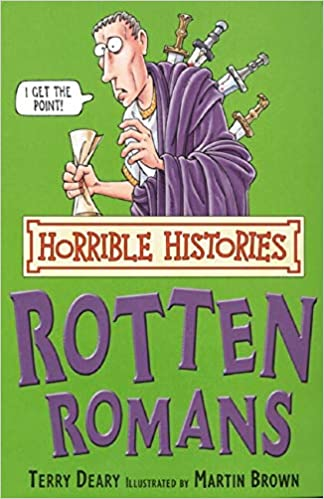 I GET THE
POINT!
HORRIBLE HISTORIES
ROTTEN
ROMANS
TERRY DEARY ILLUSTRATED BY MARTIN BROWN